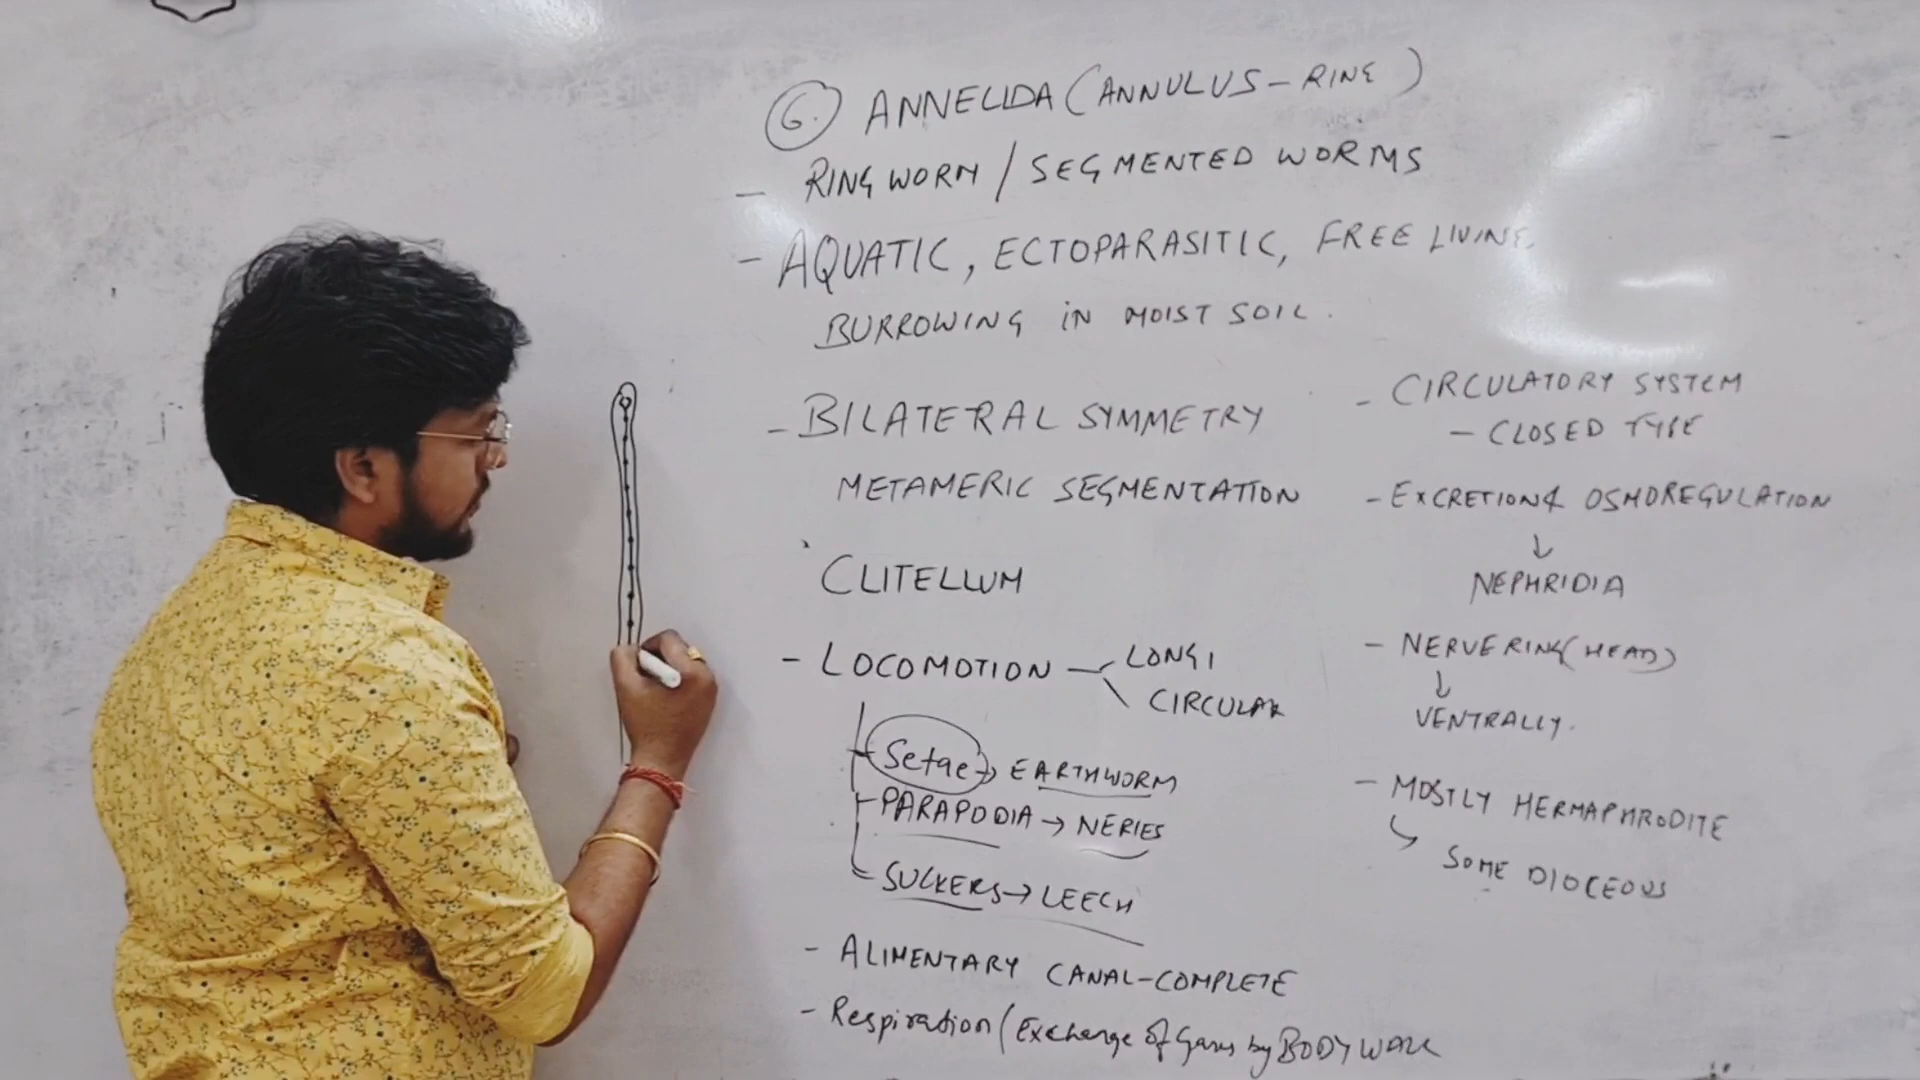 6. ANNELIDA (ANNULUS - RING)
- RINGWORM / SEGMENTED WORMS
- AQUATIC, ECTOPARASITIC, FREE LIVING,
BURROWING IN MOIST SOIL.
- BILATERAL SYMMETRY
METAMERIC SEGMENTATION
CLITELLUM
- LOCOMOTION - LONGI
CIRCULAR
Setae → EARTHWORM
PARAPODIA → NERIES
SUCKERS → LEECH
- ALIMENTARY CANAL-COMPLETE
- Respiration (Exchange of Gases by BODY WALL
- CIRCULATORY SYSTEM
- CLOSED TYPE
- EXCRETION & OSMOREGULATION
↓
NEPHRIDIA
- NERVE RING (HEAD)
↓
VENTRALLY.
- MOSTLY HERMAPHRODITE
↳ SOME DIOCEOUS